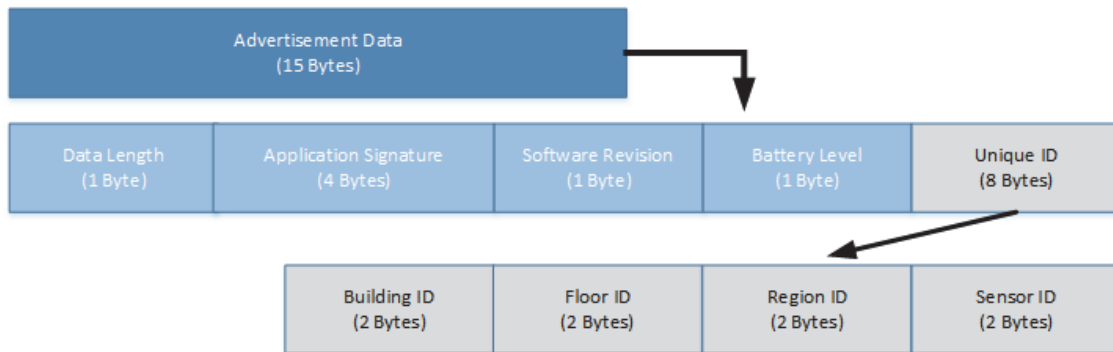 Advertisement Data
(15 Bytes)
Data Length
(1 Byte)
Application Signature
(4 Bytes)
Software Revision
(1 Byte)
Battery Level
(1 Byte)
Unique ID
(8 Bytes)
Building ID
(2 Bytes)
Floor ID
(2 Bytes)
Region ID
(2 Bytes)
Sensor ID
(2 Bytes)